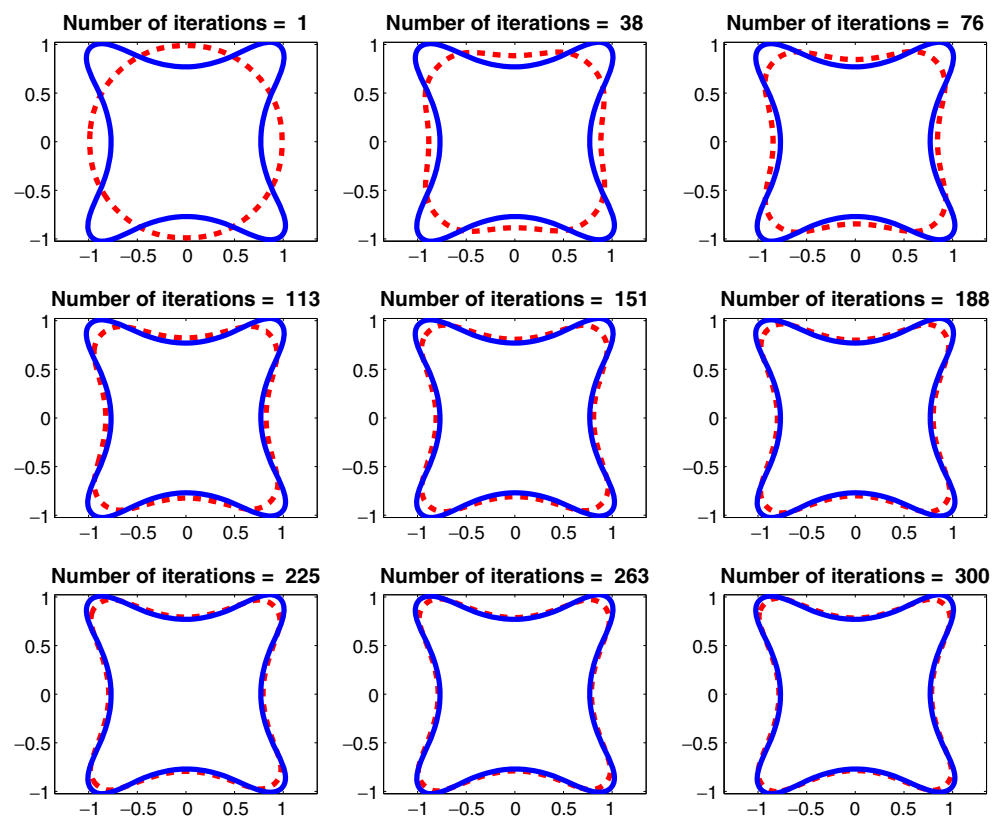 Number of iterations = 1
Number of iterations = 38
Number of iterations = 76
1
0.5
0
−0.5
−1
−1 −0.5 0 0.5 1
1
0.5
0
−0.5
−1
−1 −0.5 0 0.5 1
1
0.5
0
−0.5
−1
−1 −0.5 0 0.5 1
Number of iterations = 113
Number of iterations = 151
Number of iterations = 188
1
0.5
0
−0.5
−1
−1 −0.5 0 0.5 1
1
0.5
0
−0.5
−1
−1 −0.5 0 0.5 1
1
0.5
0
−0.5
−1
−1 −0.5 0 0.5 1
Number of iterations = 225
Number of iterations = 263
Number of iterations = 300
1
0.5
0
−0.5
−1
−1 −0.5 0 0.5 1
1
0.5
0
−0.5
−1
−1 −0.5 0 0.5 1
1
0.5
0
−0.5
−1
−1 −0.5 0 0.5 1